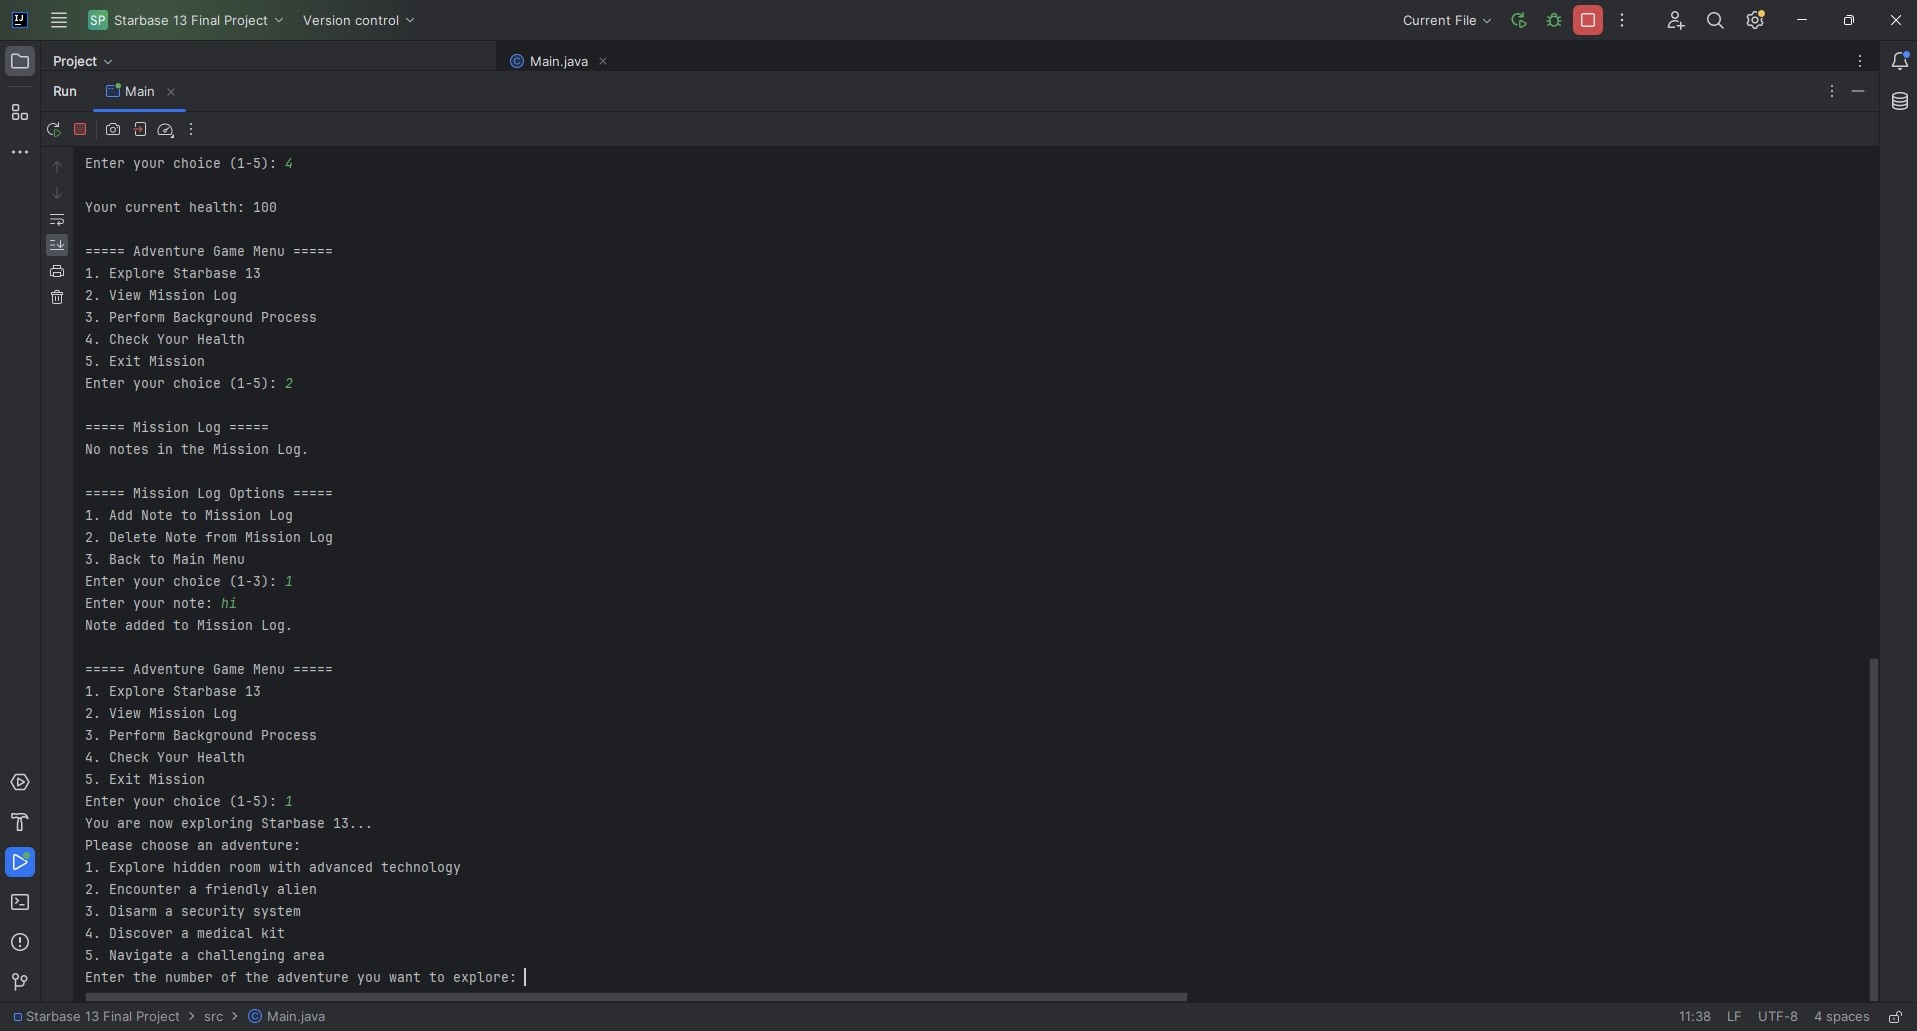 SP Starbase 13 Final Project Version control Current File
Project Main.java
Run Main
Enter your choice (1-5): 4
Your current health: 100
===== Adventure Game Menu =====
1. Explore Starbase 13
2. View Mission Log
3. Perform Background Process
4. Check Your Health
5. Exit Mission
Enter your choice (1-5): 2
===== Mission Log =====
No notes in the Mission Log.
===== Mission Log Options =====
1. Add Note to Mission Log
2. Delete Note from Mission Log
3. Back to Main Menu
Enter your choice (1-3): 1
Enter your note: hi
Note added to Mission Log.
===== Adventure Game Menu =====
1. Explore Starbase 13
2. View Mission Log
3. Perform Background Process
4. Check Your Health
5. Exit Mission
Enter your choice (1-5): 1
You are now exploring Starbase 13...
Please choose an adventure:
1. Explore hidden room with advanced technology
2. Encounter a friendly alien
3. Disarm a security system
4. Discover a medical kit
5. Navigate a challenging area
Enter the number of the adventure you want to explore:
Starbase 13 Final Project > src > Main.java 11:38 LF UTF-8 4 spaces